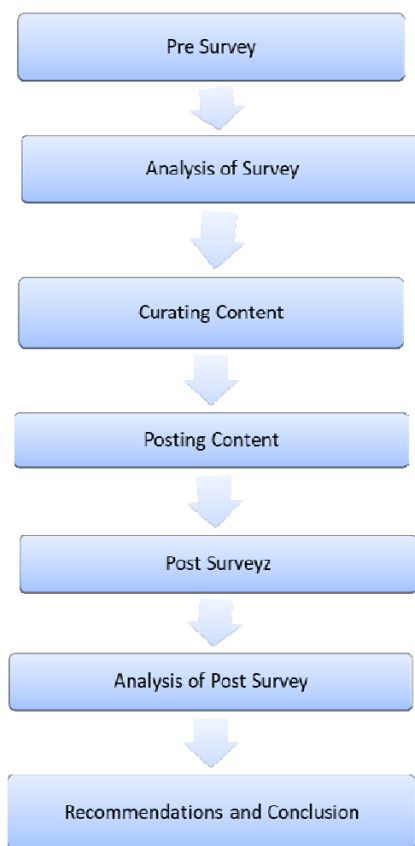 Pre Survey
Analysis of Survey
Curating Content
Posting Content
Post Surveyz
Analysis of Post Survey
Recommendations and Conclusion